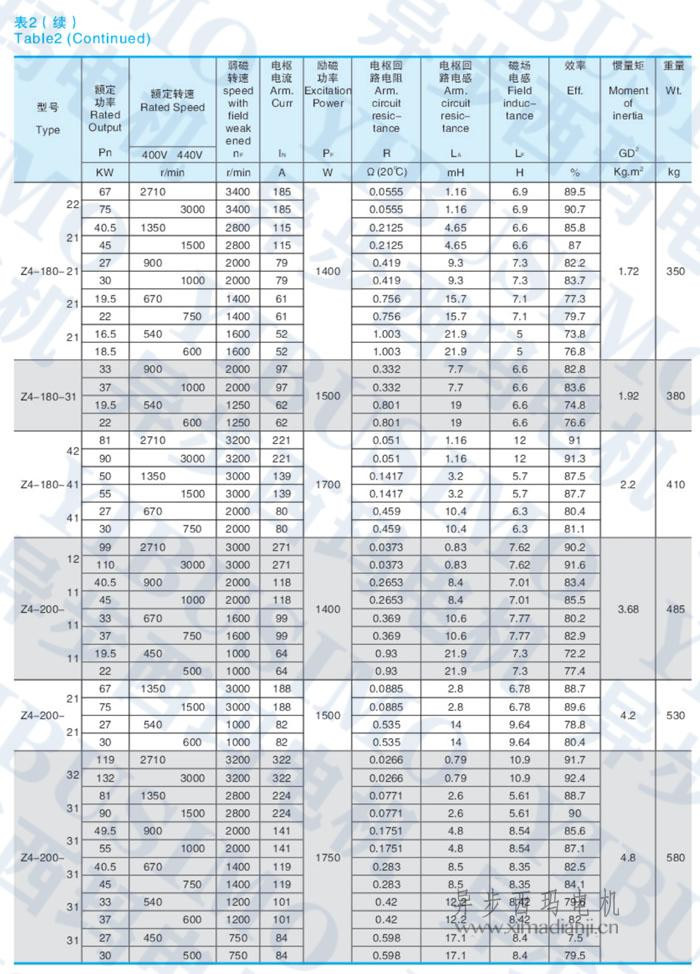 表2（续）
Table2 (Continued)
型号 Type
额定功率 Rated Output Pn KW
额定转速 Rated Speed 400V 440V r/min
弱磁转速 speed with field weak ened nF r/min
电枢电流 Arm. Curr IN A
励磁功率 Excitation Power PF W
电枢回路电阻 Arm. circuit resic-tance R Ω (20℃)
电枢回路电感 Arm. circuit resic-tance LA mH
磁场电感 Field induc-tance LF H
效率 Eff. %
惯量矩 Moment of inertia GD² Kg.m²
重量 Wt. kg
67 2710 3400 185 0.0555 1.16 6.9 89.5
22
75 3000 3400 185 0.0555 1.16 6.9 90.7
40.5 1350 2800 115 0.2125 4.65 6.6 85.8
21
45 1500 2800 115 0.2125 4.65 6.6 87
27 900 2000 79 0.419 9.3 7.3 82.2
Z4-180-21 1400 1.72 350
30 1000 2000 79 0.419 9.3 7.3 83.7
19.5 670 1400 61 0.756 15.7 7.1 77.3
21
22 750 1400 61 0.756 15.7 7.1 79.7
16.5 540 1600 52 1.003 21.9 5 73.8
21
18.5 600 1600 52 1.003 21.9 5 76.8
33 900 2000 97 0.332 7.7 6.6 82.8
37 1000 2000 97 0.332 7.7 6.6 83.6
Z4-180-31 1500 1.92 380
19.5 540 1250 62 0.801 19 6.6 74.8
22 600 1250 62 0.801 19 6.6 76.6
81 2710 3200 221 0.051 1.16 12 91
42
90 3000 3200 221 0.051 1.16 12 91.3
50 1350 3000 139 0.1417 3.2 5.7 87.5
Z4-180-41 1700 2.2 410
55 1500 3000 139 0.1417 3.2 5.7 87.7
27 670 2000 80 0.459 10.4 6.3 80.4
41
30 750 2000 80 0.459 10.4 6.3 81.1
99 2710 3000 271 0.0373 0.83 7.62 90.2
12
110 3000 3000 271 0.0373 0.83 7.62 91.6
40.5 900 2000 118 0.2653 8.4 7.01 83.4
11
45 1000 2000 118 0.2653 8.4 7.01 85.5
Z4-200- 1400 3.68 485
33 670 1600 99 0.369 10.6 7.77 80.2
11
37 750 1600 99 0.369 10.6 7.77 82.9
19.5 450 1000 64 0.93 21.9 7.3 72.2
11
22 500 1000 64 0.93 21.9 7.3 77.4
67 1350 3000 188 0.0885 2.8 6.78 88.7
21
75 1500 3000 188 0.0885 2.8 6.78 89.6
Z4-200- 1500 4.2 530
27 540 1000 82 0.535 14 9.64 78.8
21
30 600 1000 82 0.535 14 9.64 80.4
119 2710 3200 322 0.0266 0.79 10.9 91.7
32
132 3000 3200 322 0.0266 0.79 10.9 92.4
81 1350 2800 224 0.0771 2.6 5.61 88.7
31
90 1500 2800 224 0.0771 2.6 5.61 90
49.5 900 2000 141 0.1751 4.8 8.54 85.6
31
55 1000 2000 141 0.1751 4.8 8.54 87.1
Z4-200- 1750 4.8 580
40.5 670 1400 119 0.283 8.5 8.35 82.5
31
45 750 1400 119 0.283 8.5 8.35 84.1
33 540 1200 101 0.42 12.2 8.42 79.6
31
37 600 1200 101 0.42 12.2 8.42 82
27 450 750 84 0.598 17.1 8.4 7.5
31
30 500 750 84 0.598 17.1 8.4 79.5
异步西玛电机
www.ximadianji.cn
YIBUSIMO
异步西玛电机